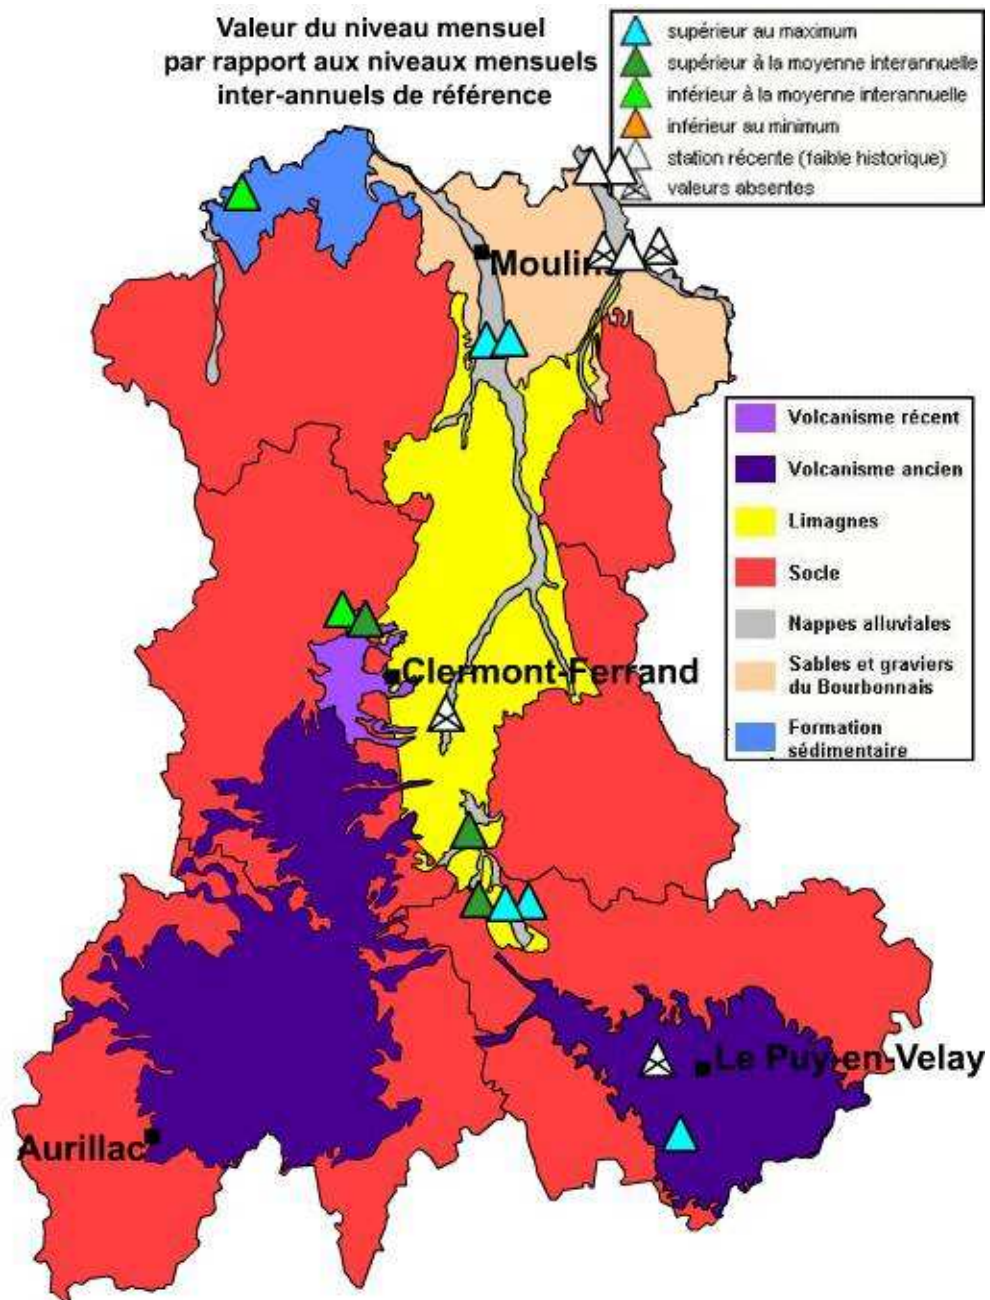 Valeur du niveau mensuel
par rapport aux niveaux mensuels
inter-annuels de référence
supérieur au maximum
supérieur à la moyenne interannuelle
inférieur à la moyenne interannuelle
inférieur au minimum
station récente (faible historique)
valeurs absentes
Moulins
Volcanisme récent
Volcanisme ancien
Limagnes
Socle
Nappes alluviales
Sables et graviers
du Bourbonnais
Formation
sédimentaire
Clermont-Ferrand
Le Puy-en-Velay
Aurillac